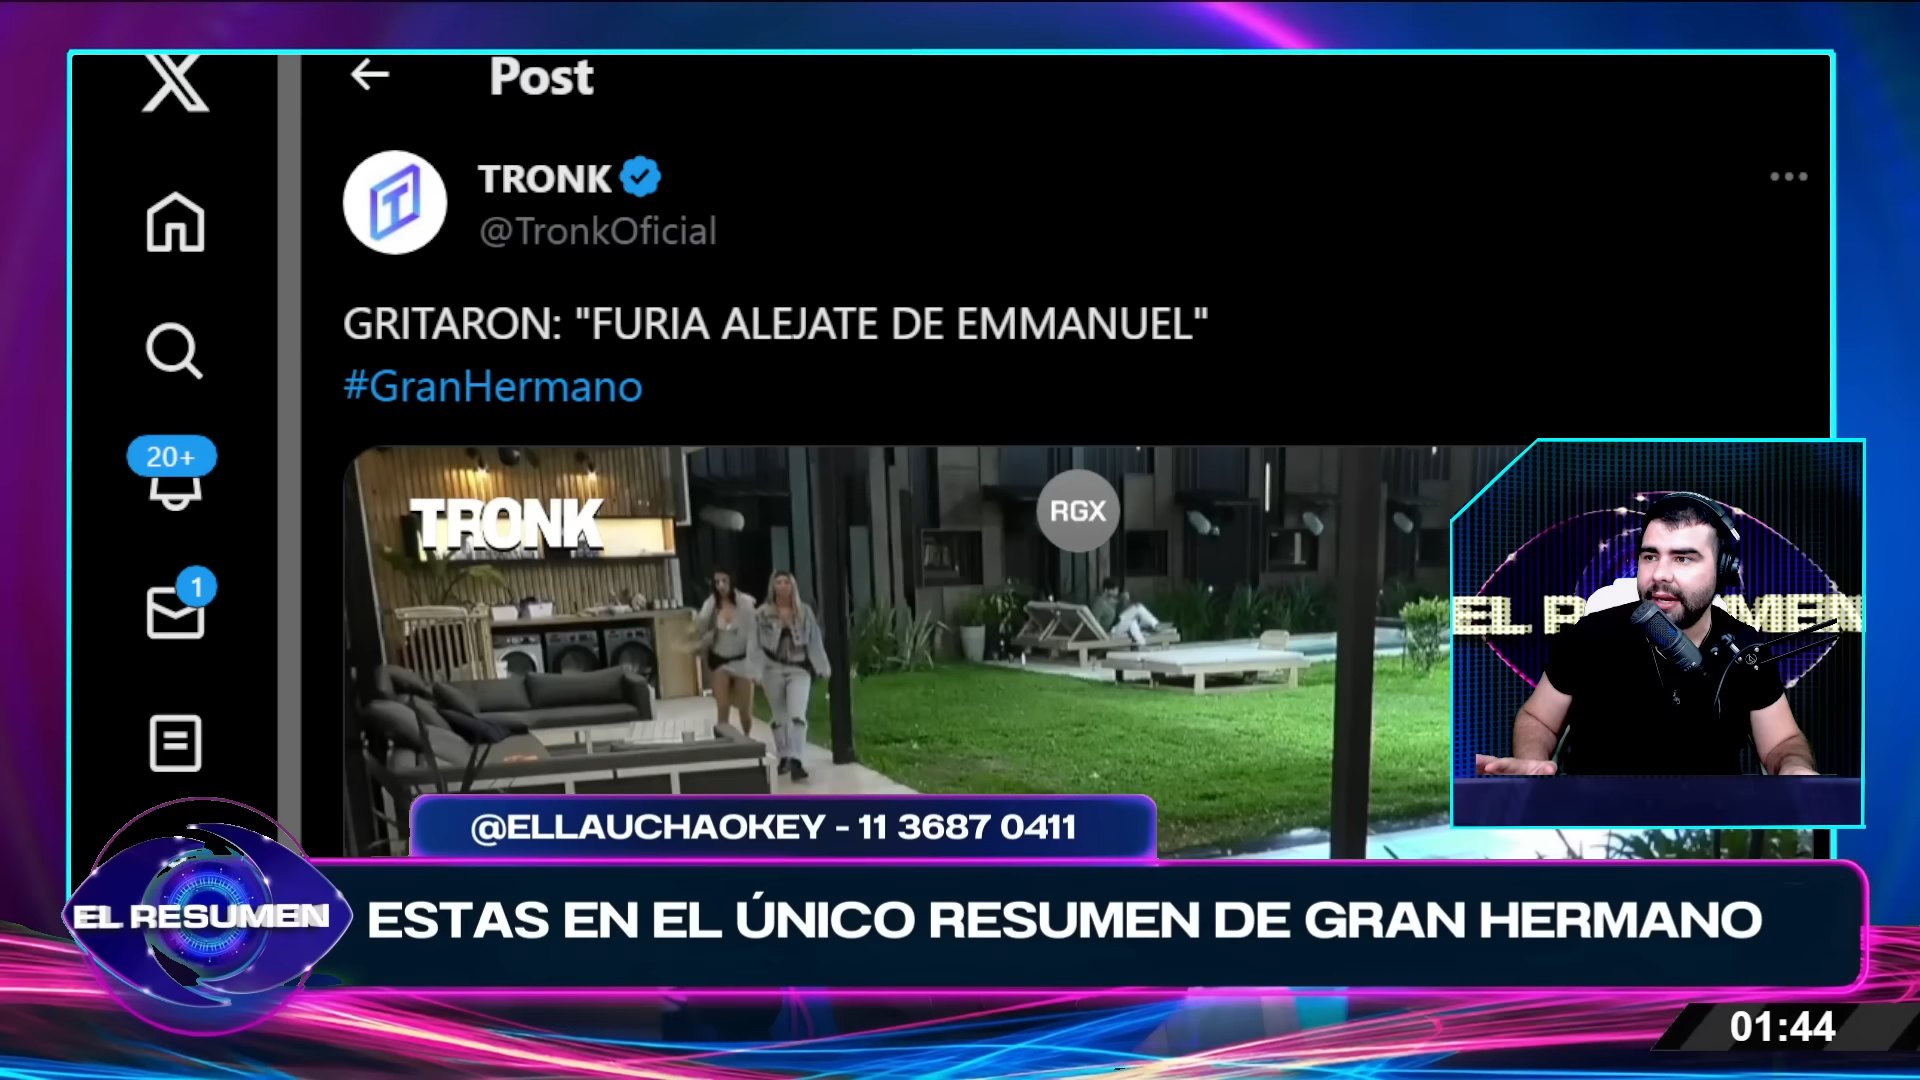 Post
TRONK
@TronkOficial
GRITARON: "FURIA ALEJATE DE EMMANUEL"
#GranHermano
20+
1
TRONK
RGX
@ELLAUCHAOKEY - 11 3687 0411
EL RESUMEN
ESTAS EN EL ÚNICO RESUMEN DE GRAN HERMANO
01:44